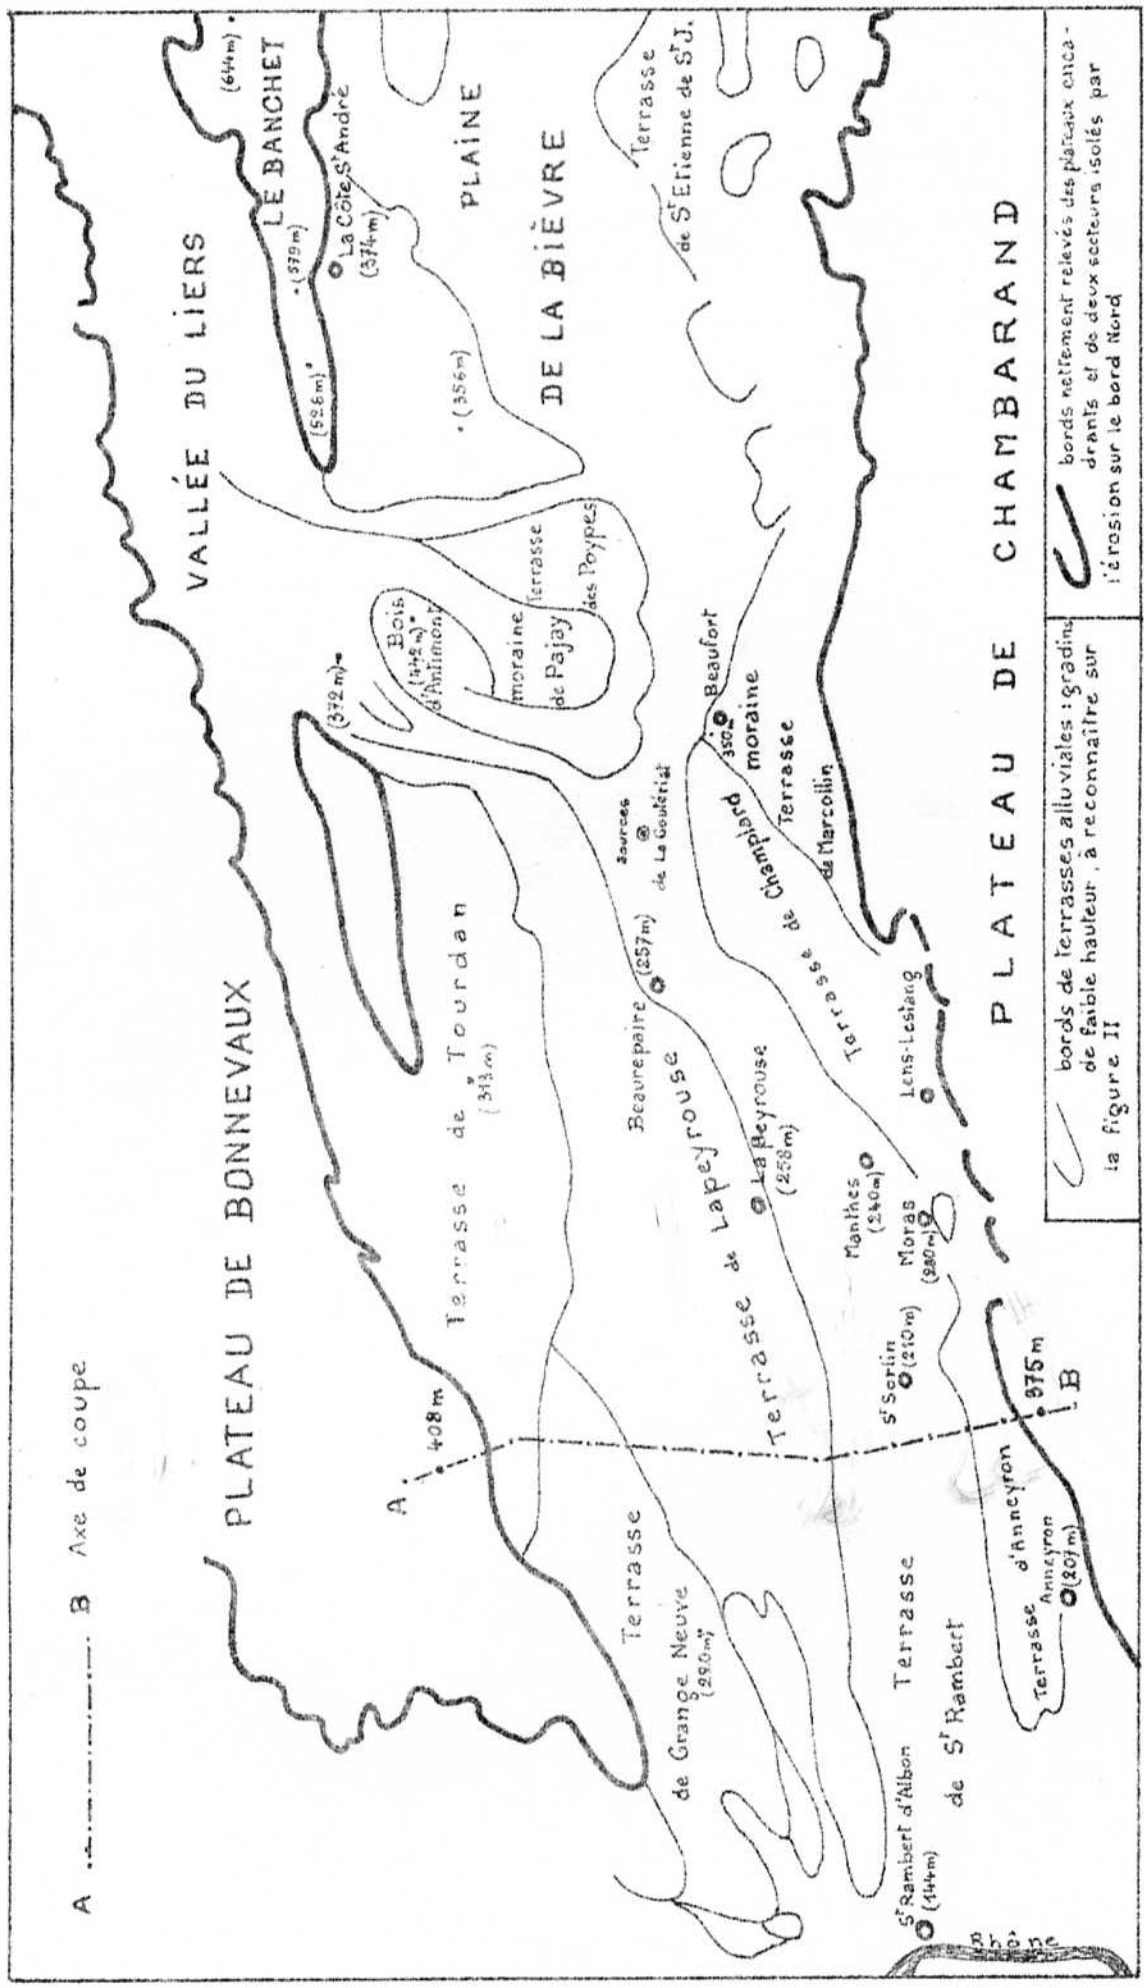 A B Axe de coupe
PLATEAU DE BONNEVAUX
VALLÉE DU LIERS
(644m)
LE BANCHET
(579m)
(526m)
La Côte St André
(374m)
PLAINE
DE LA BIÈVRE
(356m)
Terrasse
de St Etienne de St J.
A
408m
Terrasse de Tourdan
(313m)
(372m)
Bois
(442m)
d'Antimont
moraine
de Pajay
Terrasse
des Poypes
Terrasse
de Grange Neuve
(220m)
Terrasse de Lapeyrouse
Beaurepaire (257m)
Sources
de La Goulériat
La Peyrouse
(258m)
Beaufort
350m
moraine
Terrasse
de Marcollin
Terrasse de Champlard
Manthes
(240m)
Moras
(280m)
Lens-Lestang
St Sorlin
(210m)
Terrasse
de St Rambert
St Rambert d'Albon
(144m)
Terrasse d'Anneyron
Anneyron
(207m)
375m
B
PLATEAU DE CHAMBARAND
bords de terrasses alluviales : gradins
de faible hauteur, à reconnaître sur
la figure II
bords nettement relevés des plateaux enca-
drants et de deux secteurs isolés par
l'érosion sur le bord Nord